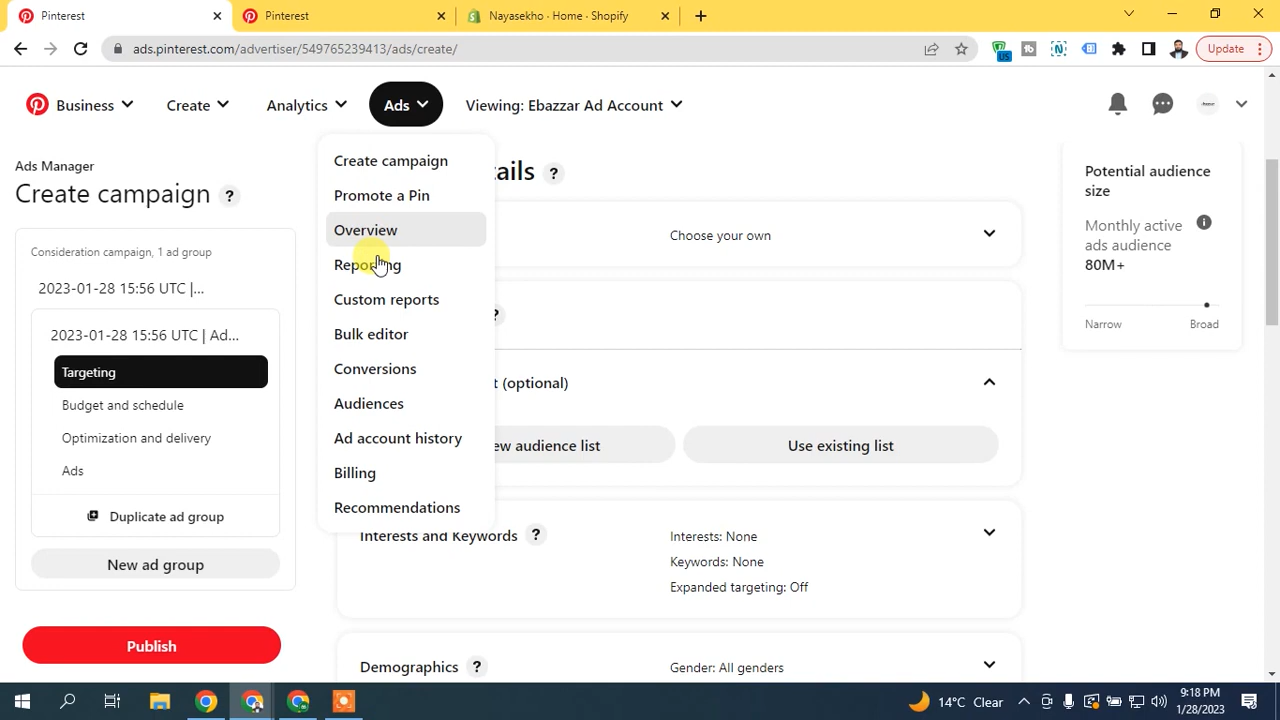 Pinterest
Pinterest
Nayasekho · Home · Shopify
ads.pinterest.com/advertiser/549765239413/ads/create/
US
Update
Business
Create
Analytics
Ads
Viewing: Ebazzar Ad Account
Ads Manager
Create campaign ?
Consideration campaign, 1 ad group
2023-01-28 15:56 UTC |...
2023-01-28 15:56 UTC | Ad...
Targeting
Budget and schedule
Optimization and delivery
Ads
Duplicate ad group
New ad group
Publish
Create campaign
Promote a Pin
Overview
Reporting
Custom reports
Bulk editor
Conversions
Audiences
Ad account history
Billing
Recommendations
tails ?
Choose your own
?
t (optional)
ew audience list
Use existing list
Interests and Keywords ?
Interests: None
Keywords: None
Expanded targeting: Off
Demographics ?
Gender: All genders
Potential audience
size
Monthly active
ads audience
80M+
Narrow
Broad
14°C Clear
9:18 PM
1/28/2023